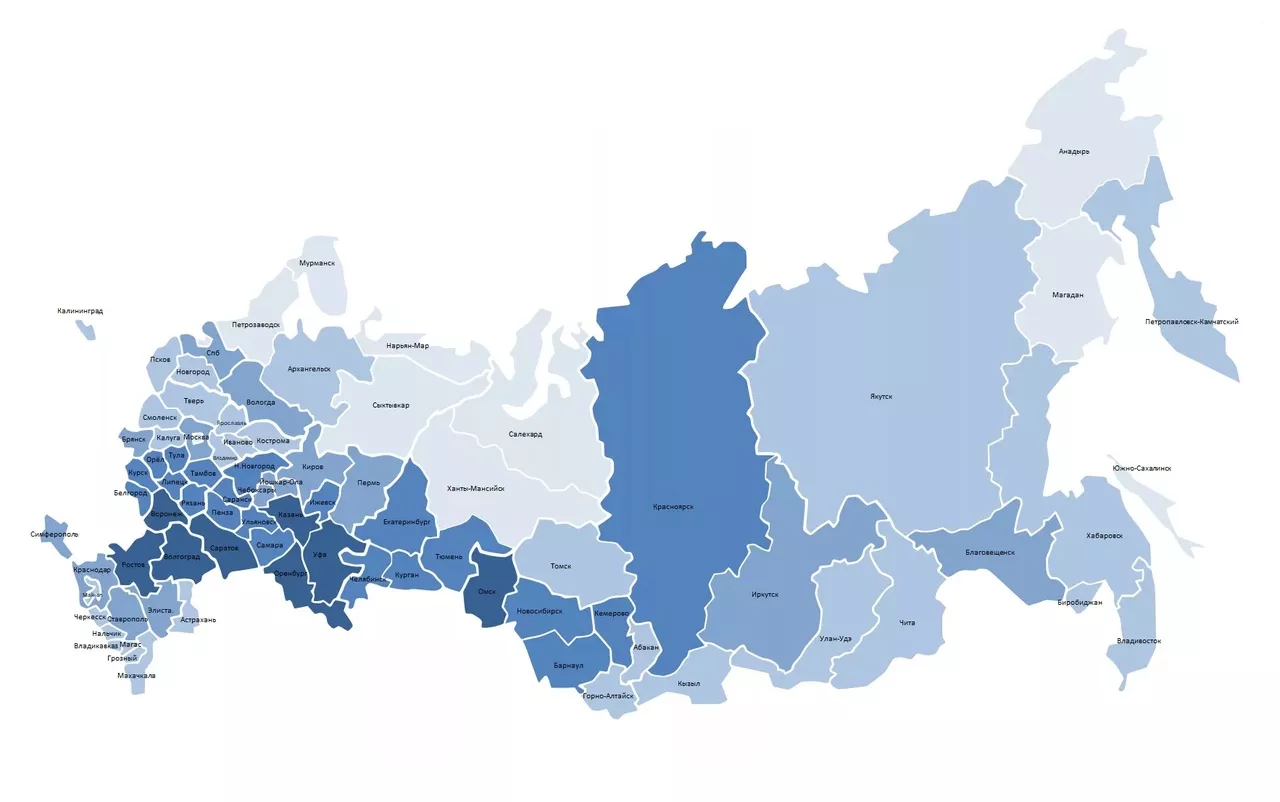 Анадырь
Мурманск
Магадан
Калининград
Петропавловск-Камчатский
Петрозаводск
Нарьян-Мар
Спб
Псков
Новгород
Архангельск
Якутск
Тверь
Вологда
Сыктывкар
Смоленск
Ярославль
Салехард
Брянск
Калуга
Москва
Иваново
Кострома
Орёл
Тула
Владимир
Н.Новгород
Киров
Южно-Сахалинск
Курск
Тамбов
Липецк
Йошкар-Ола
Пермь
Ханты-Мансийск
Белгород
Чебоксары
Рязань
Саранск
Ижевск
Красноярск
Воронеж
Пенза
Казань
Ульяновск
Екатеринбург
Симферополь
Хабаровск
Саратов
Самара
Волгоград
Уфа
Тюмень
Благовещенск
Ростов
Краснодар
Оренбург
Челябинск
Курган
Томск
Майкоп
Омск
Иркутск
Биробиджан
Элиста
Новосибирск
Кемерово
Черкесск
Ставрополь
Астрахань
Чита
Нальчик
Улан-Удэ
Владивосток
Владикавказ
Магас
Абакан
Грозный
Барнаул
Махачкала
Кызыл
Горно-Алтайск